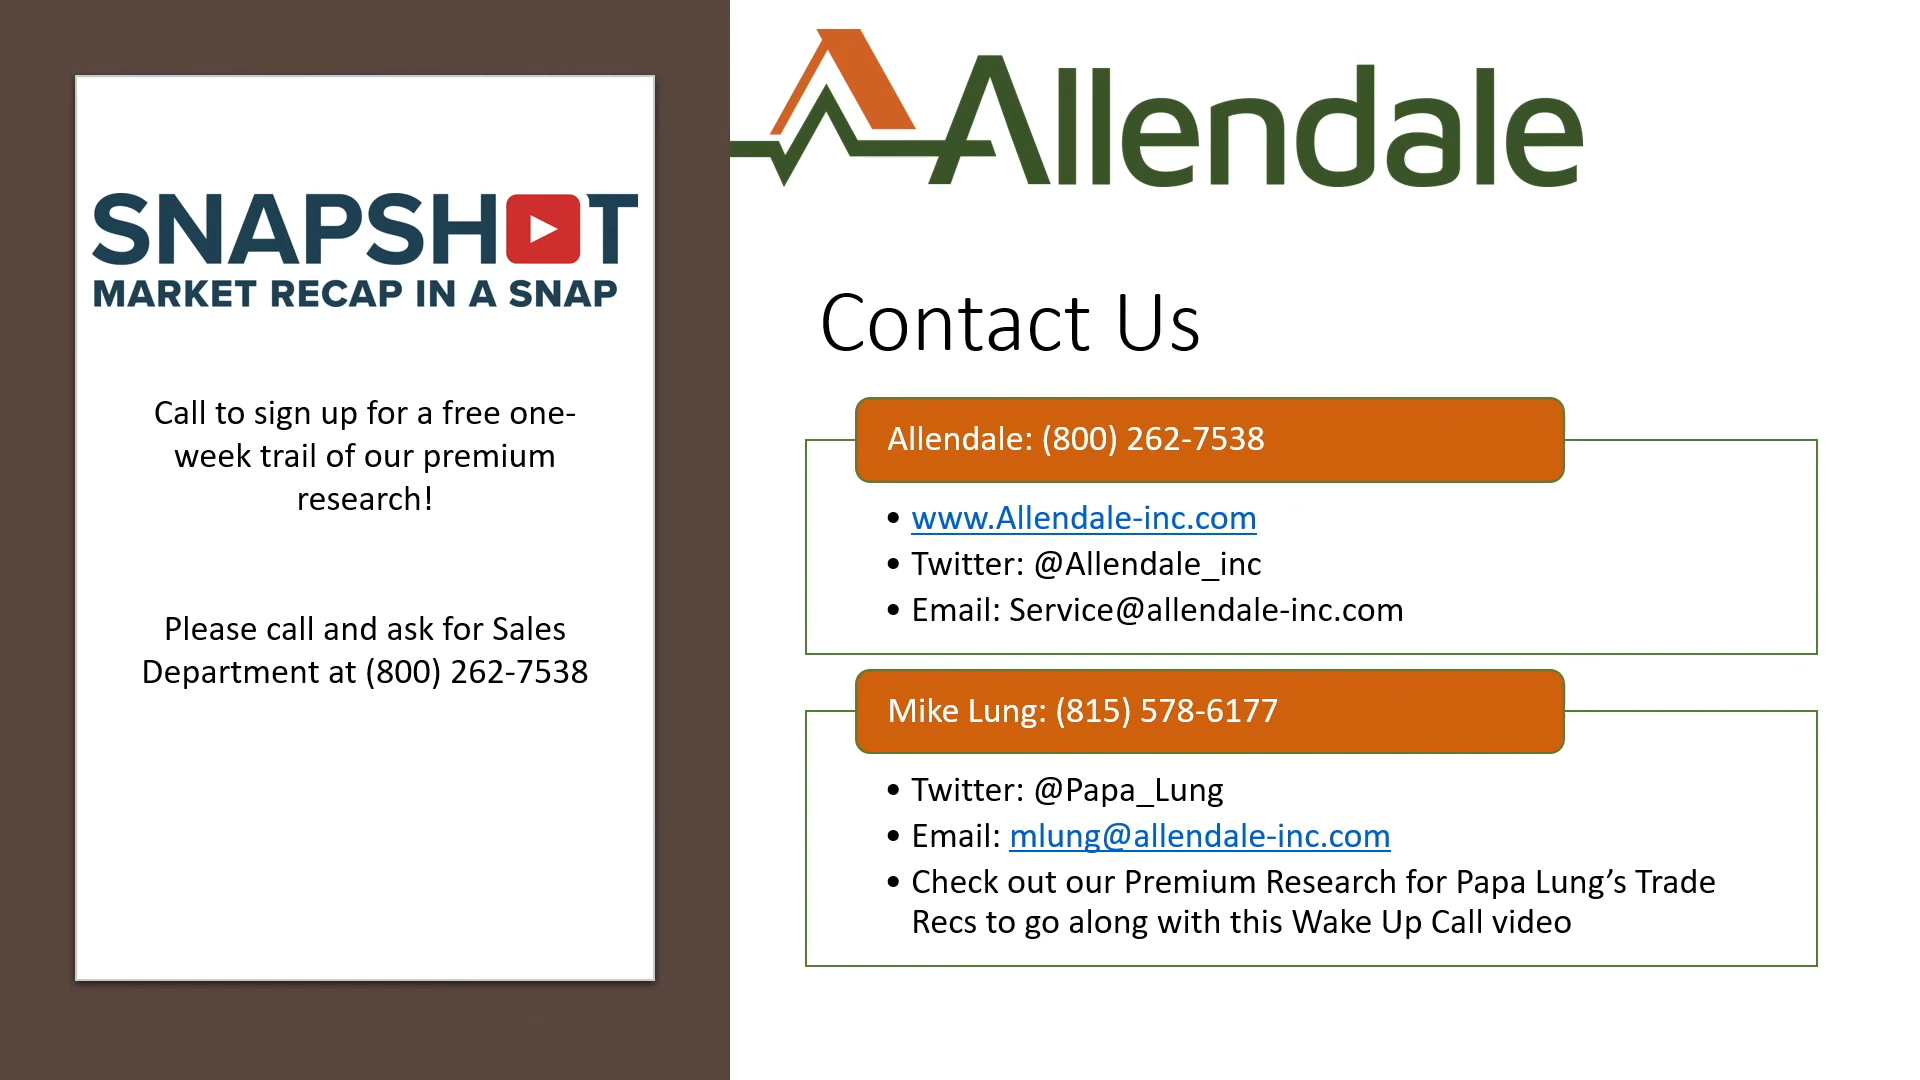 SNAPSHOT
MARKET RECAP IN A SNAP
Call to sign up for a free one-
week trail of our premium
research!
Please call and ask for Sales
Department at (800) 262-7538
Allendale
Contact Us
Allendale: (800) 262-7538
• www.Allendale-inc.com
• Twitter: @Allendale_inc
• Email: Service@allendale-inc.com
Mike Lung: (815) 578-6177
• Twitter: @Papa_Lung
• Email: mlung@allendale-inc.com
• Check out our Premium Research for Papa Lung’s Trade
Recs to go along with this Wake Up Call video